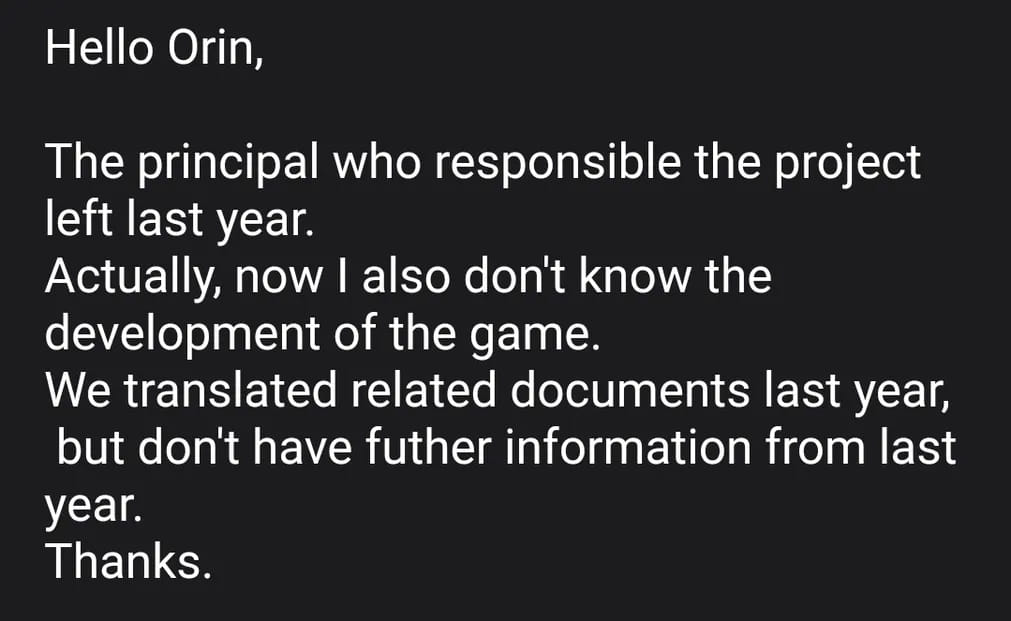 Hello Orin,
The principal who responsible the project
left last year.
Actually, now I also don't know the
development of the game.
We translated related documents last year,
but don't have futher information from last
year.
Thanks.